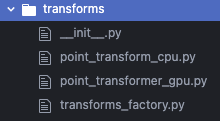 transforms
__init__.py
point_transform_cpu.py
point_transformer_gpu.py
transforms_factory.py